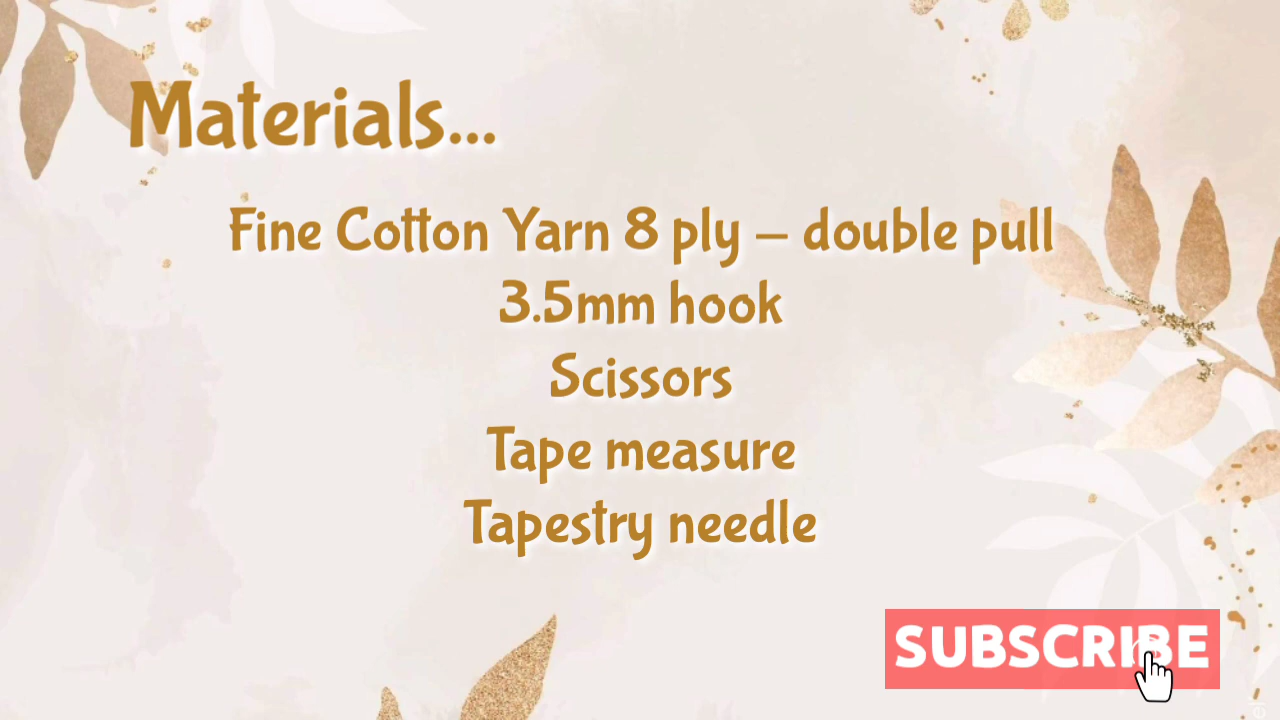 Materials...
Fine Cotton Yarn 8 ply – double pull
3.5mm hook
Scissors
Tape measure
Tapestry needle
SUBSCRIBE